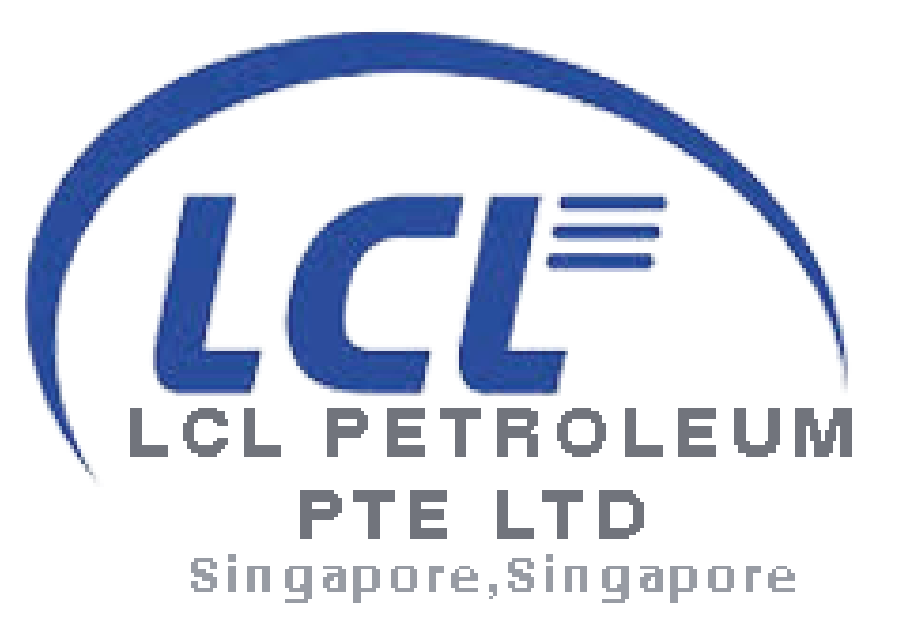 LCL
LCL PETROLEUM
PTE LTD
Singapore,Singapore